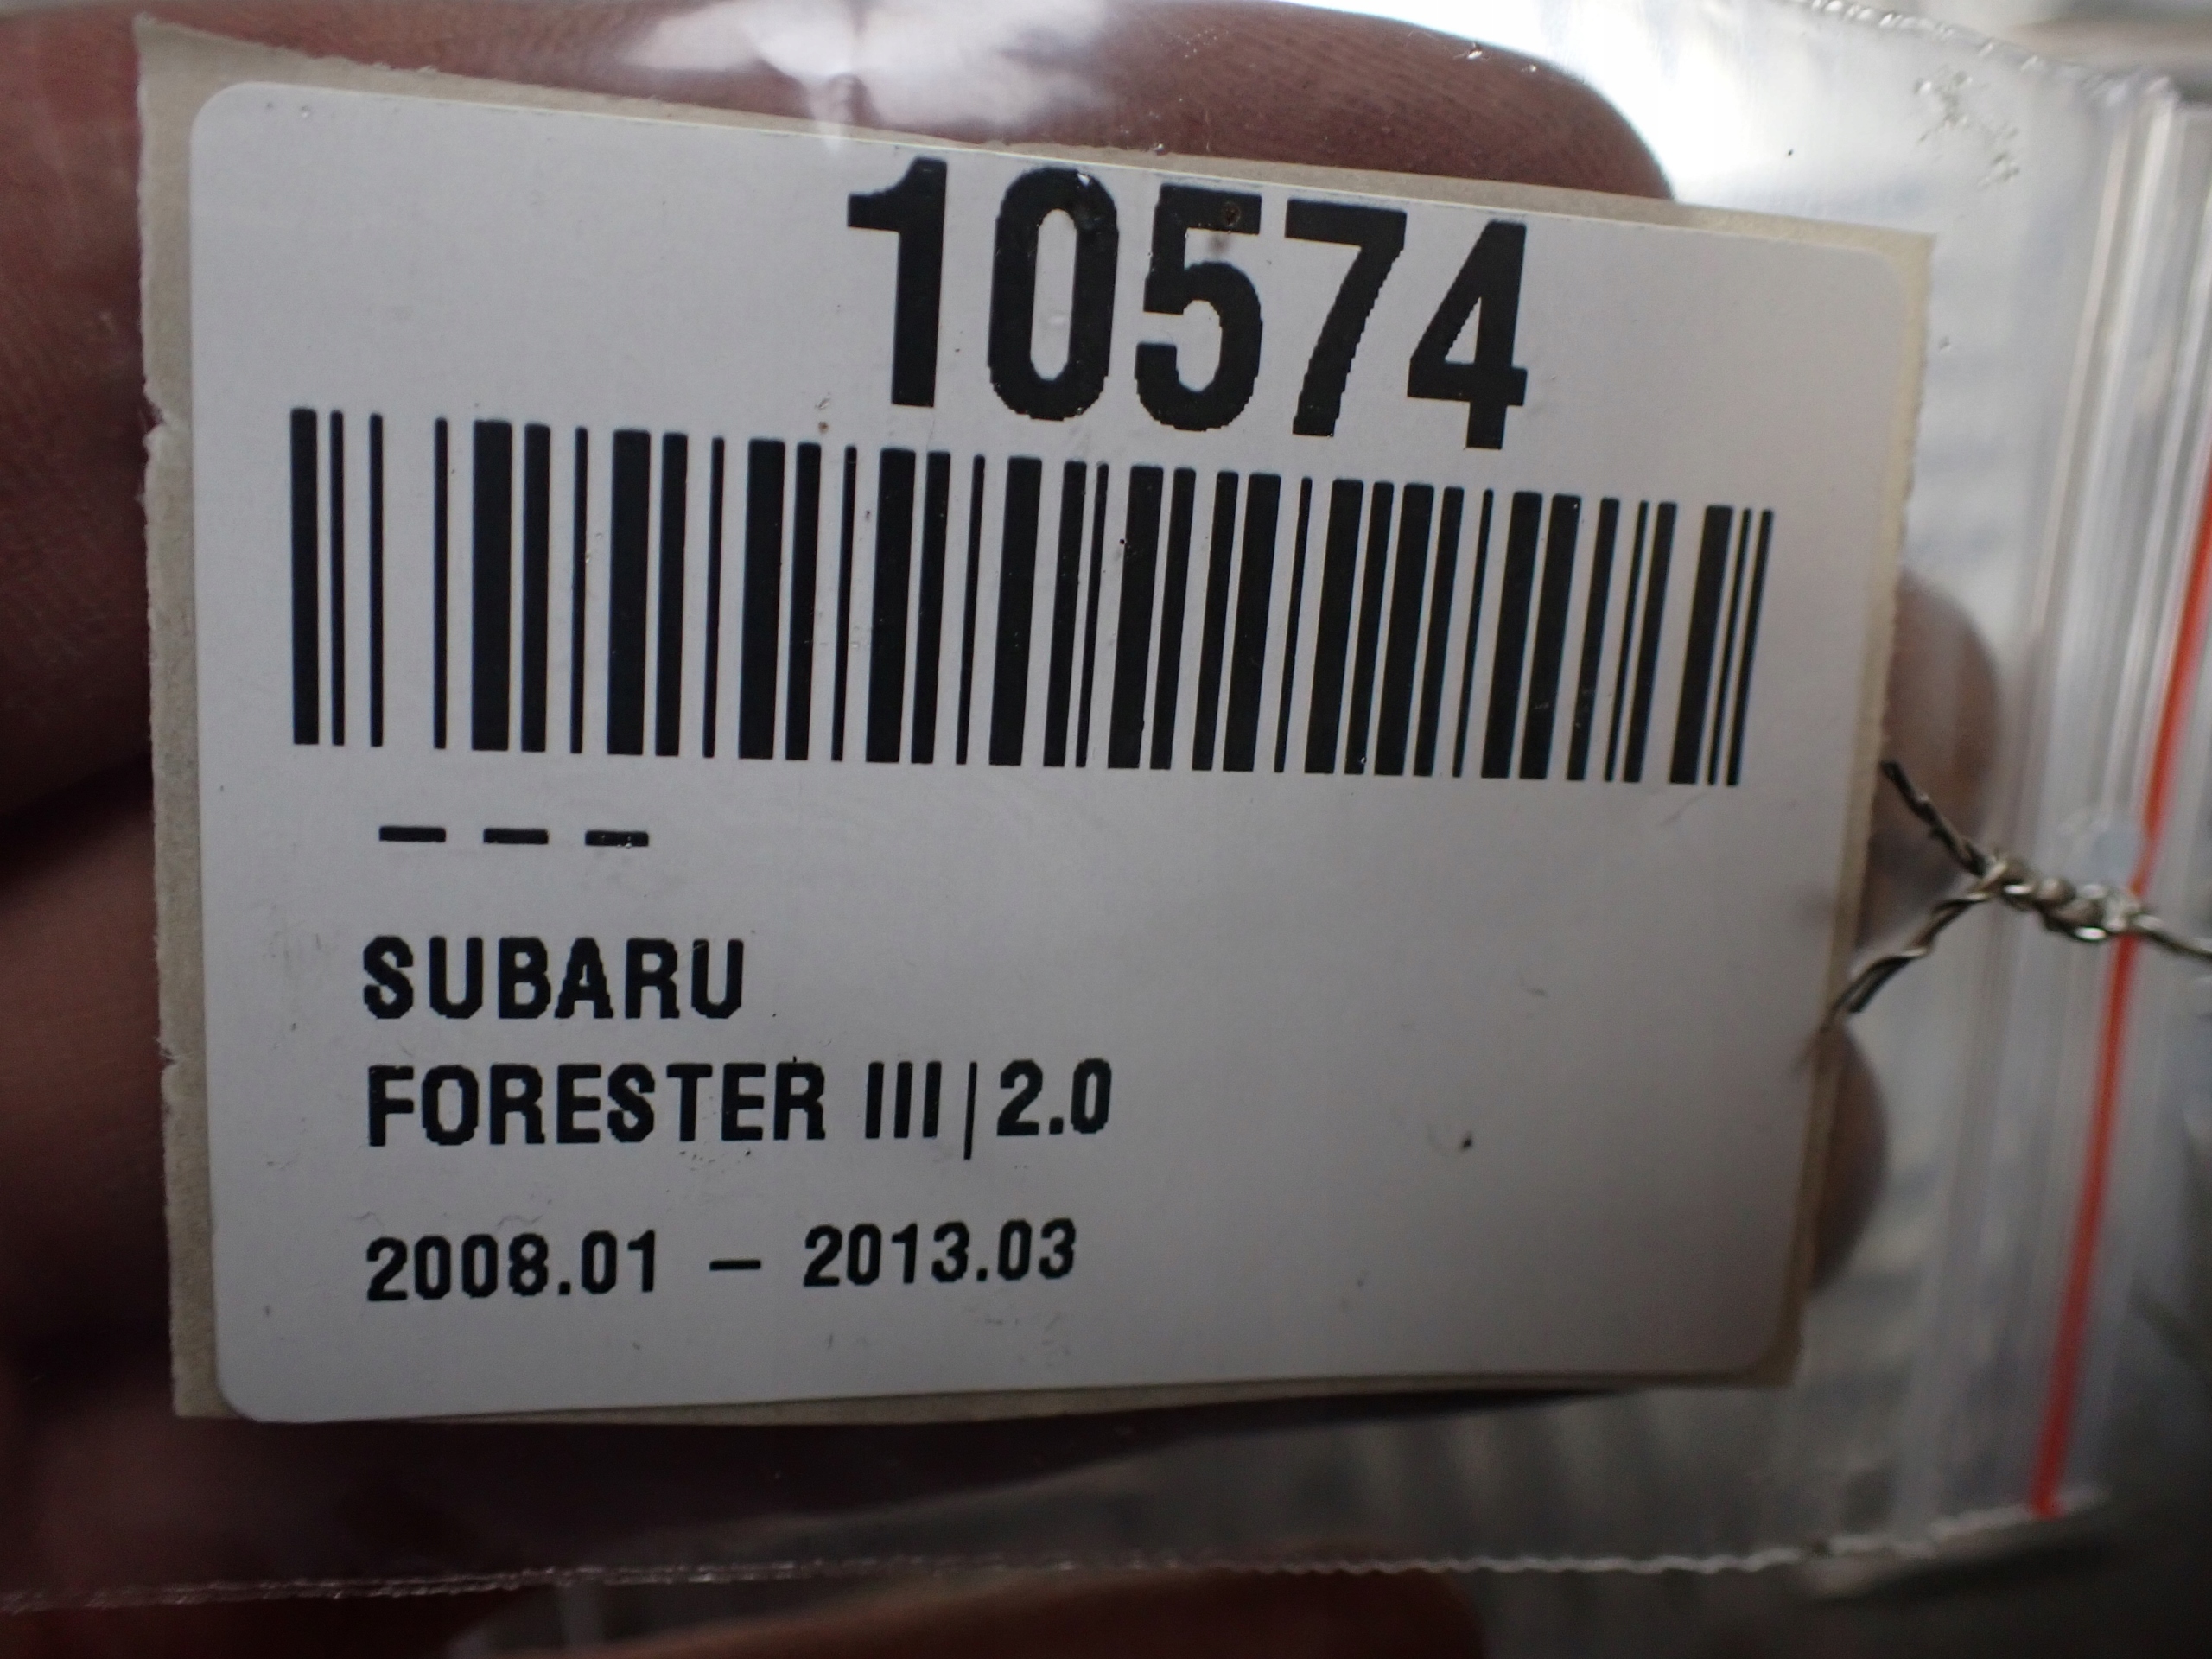 10574
– – –
SUBARU
FORESTER III|2.0
2008.01 – 2013.03